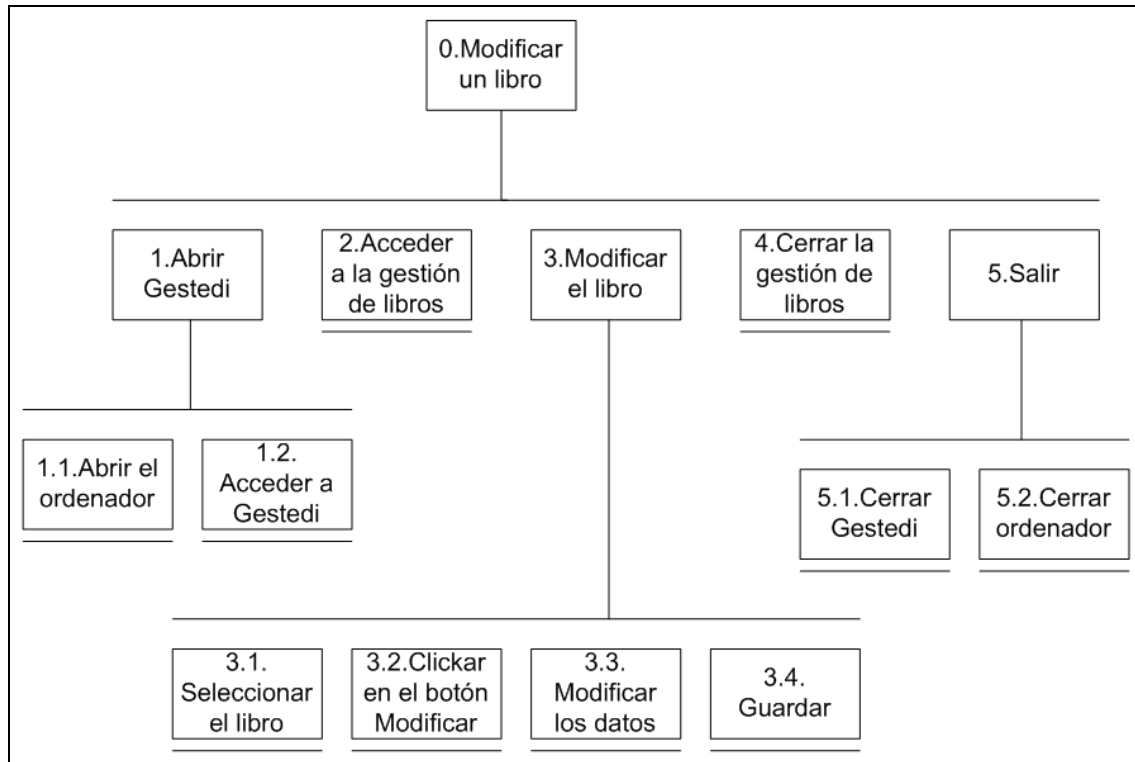 0.Modificar
un libro
1.Abrir
Gestedi
2.Acceder
a la gestión
de libros
3.Modificar
el libro
4.Cerrar la
gestión de
libros
5.Salir
1.1.Abrir el
ordenador
1.2.
Acceder a
Gestedi
5.1.Cerrar
Gestedi
5.2.Cerrar
ordenador
3.1.
Seleccionar
el libro
3.2.Clickar
en el botón
Modificar
3.3.
Modificar
los datos
3.4.
Guardar